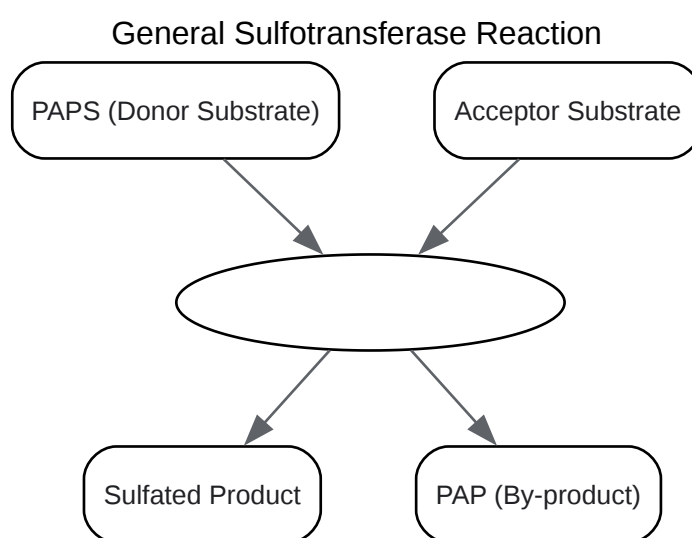 General Sulfotransferase Reaction
PAPS (Donor Substrate)
Acceptor Substrate
Sulfated Product
PAP (By-product)